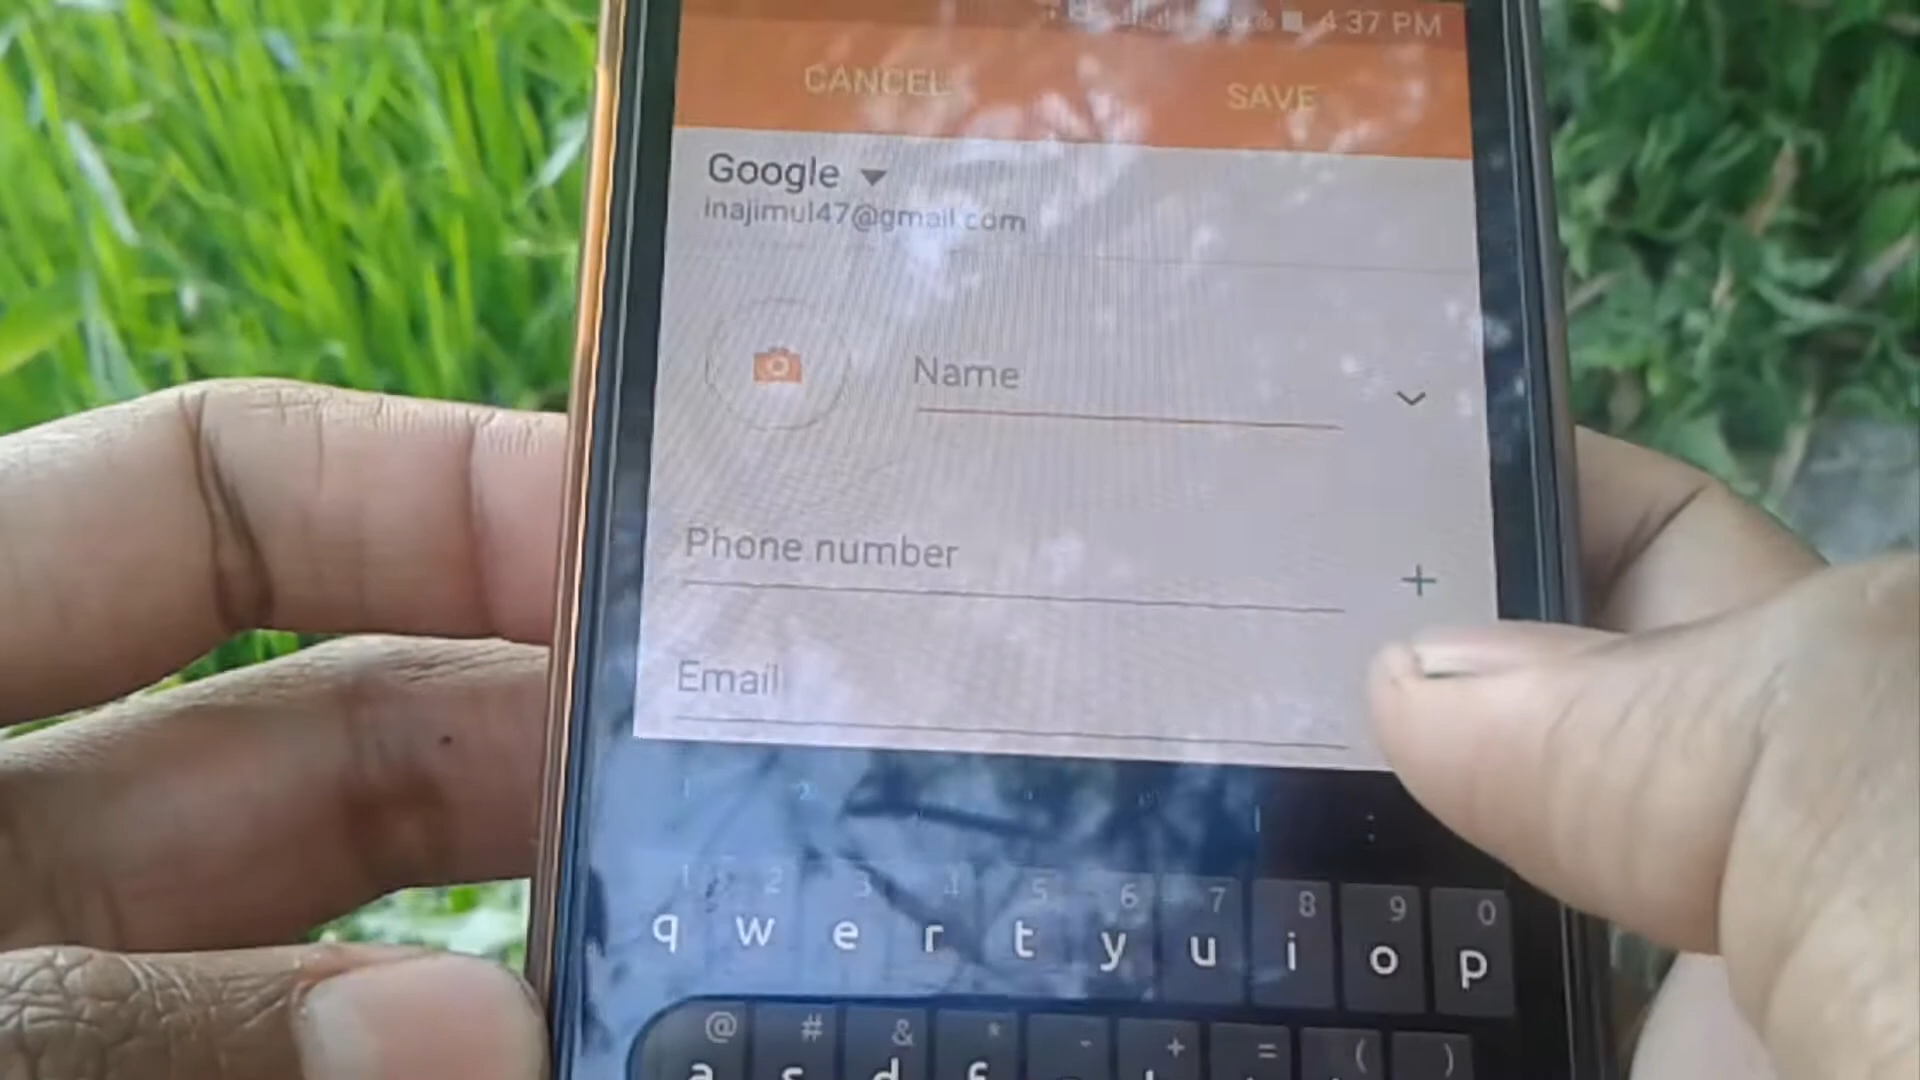 4:37 PM
CANCEL SAVE
Google
inajimul47@gmail.com
Name
Phone number
Email
1 2 3 4 5 6 7 8 9 0
q w e r t y u i o p
@ # & * - + = ( )
a s d f